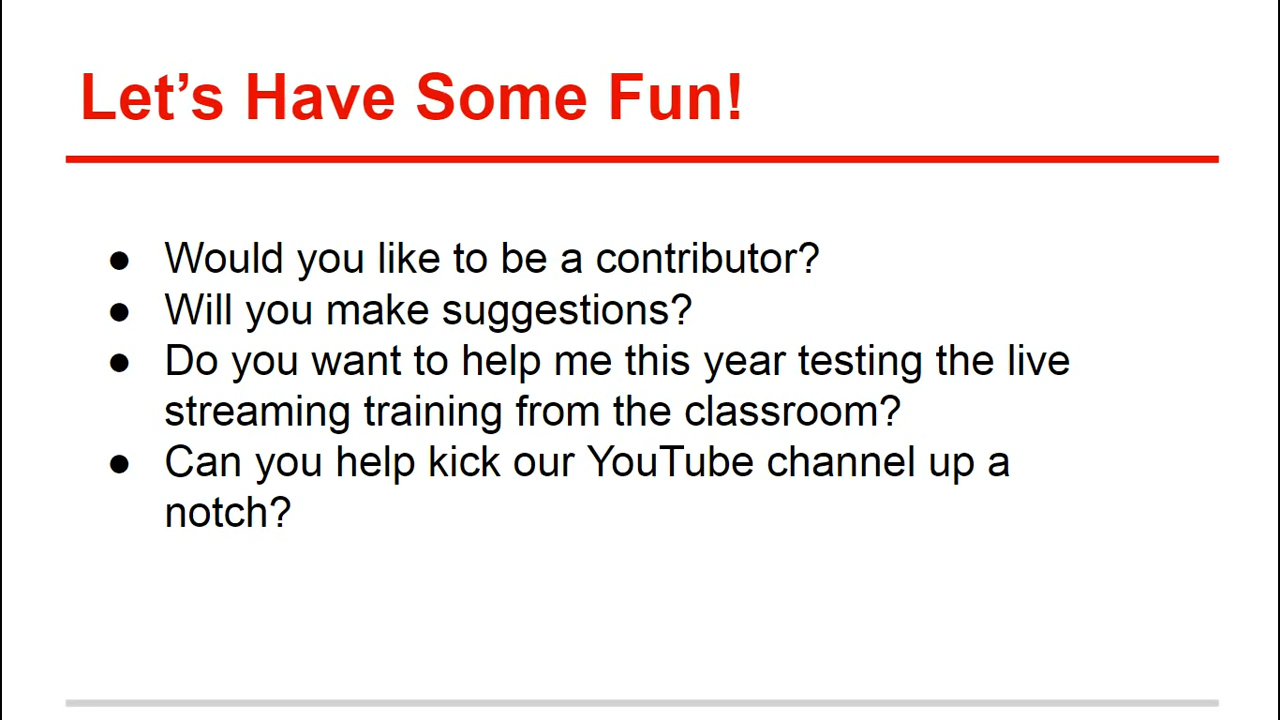 Let’s Have Some Fun!
● Would you like to be a contributor?
● Will you make suggestions?
● Do you want to help me this year testing the live
streaming training from the classroom?
● Can you help kick our YouTube channel up a
notch?